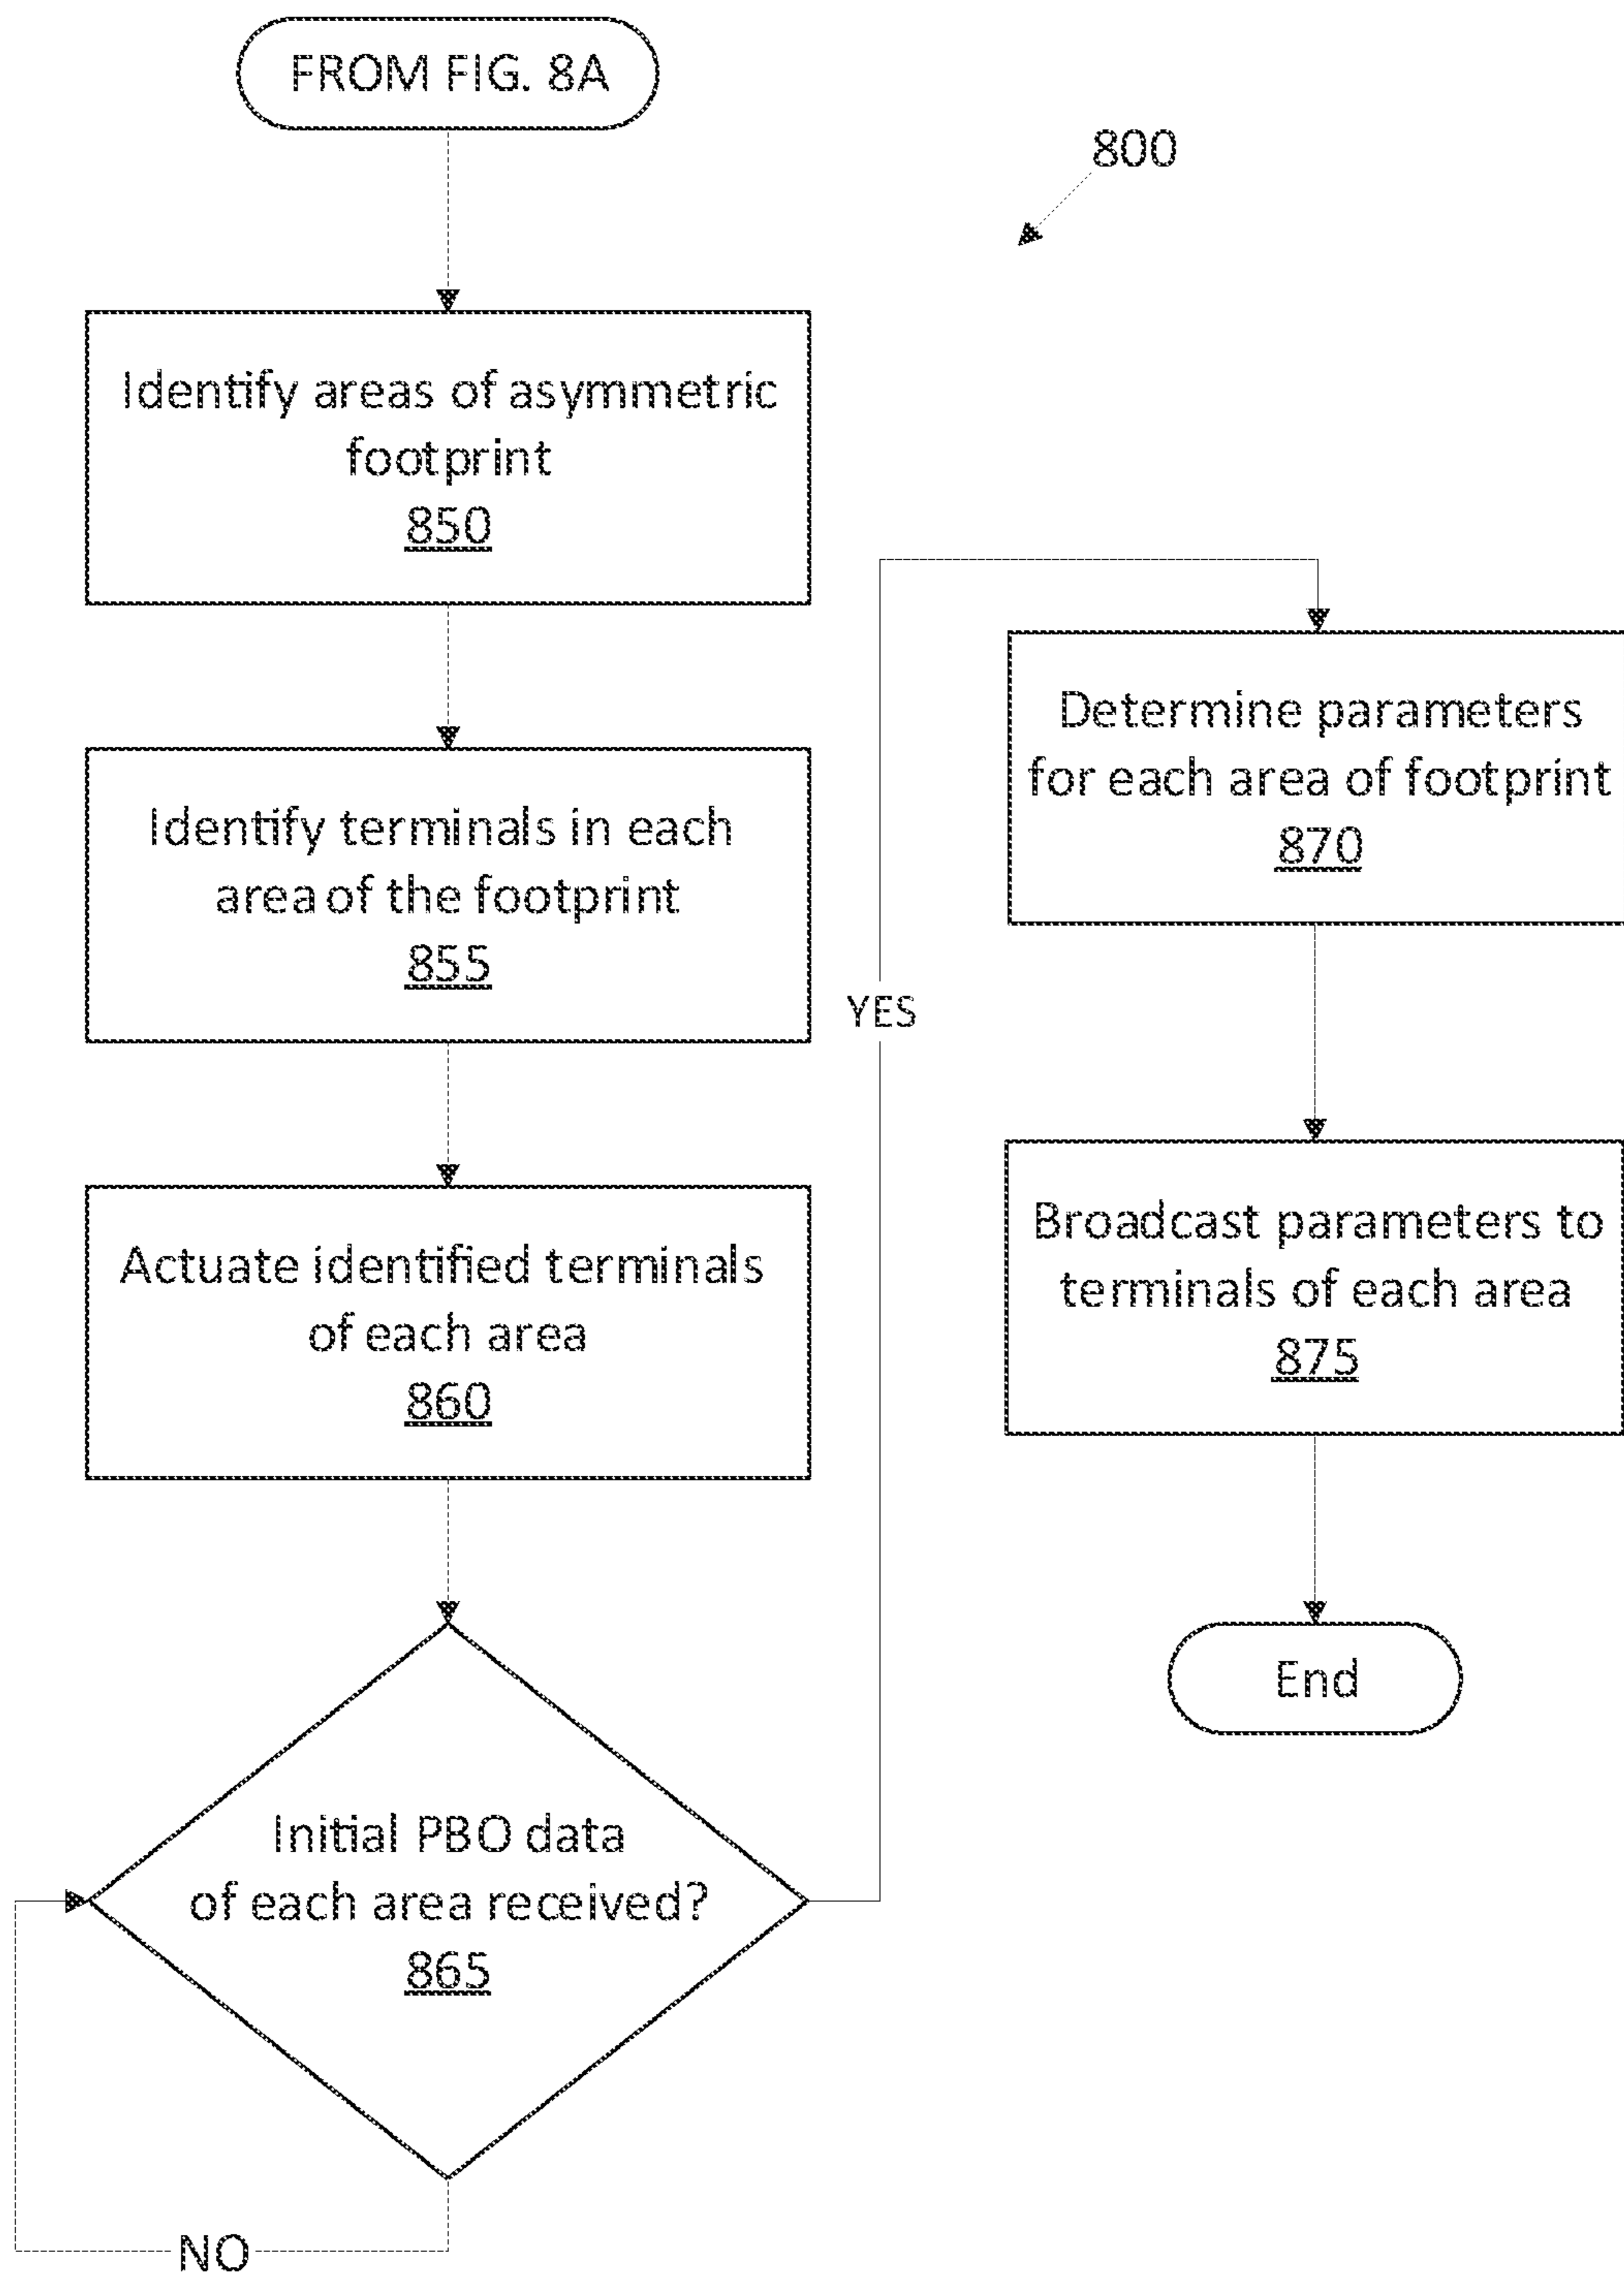 FROM FIG. 8A
800
Identify areas of asymmetric
footprint
850
Identify terminals in each
area of the footprint
855
Actuate identified terminals
of each area
860
Initial PBO data
of each area received?
865
NO
YES
Determine parameters
for each area of footprint
870
Broadcast parameters to
terminals of each area
875
End